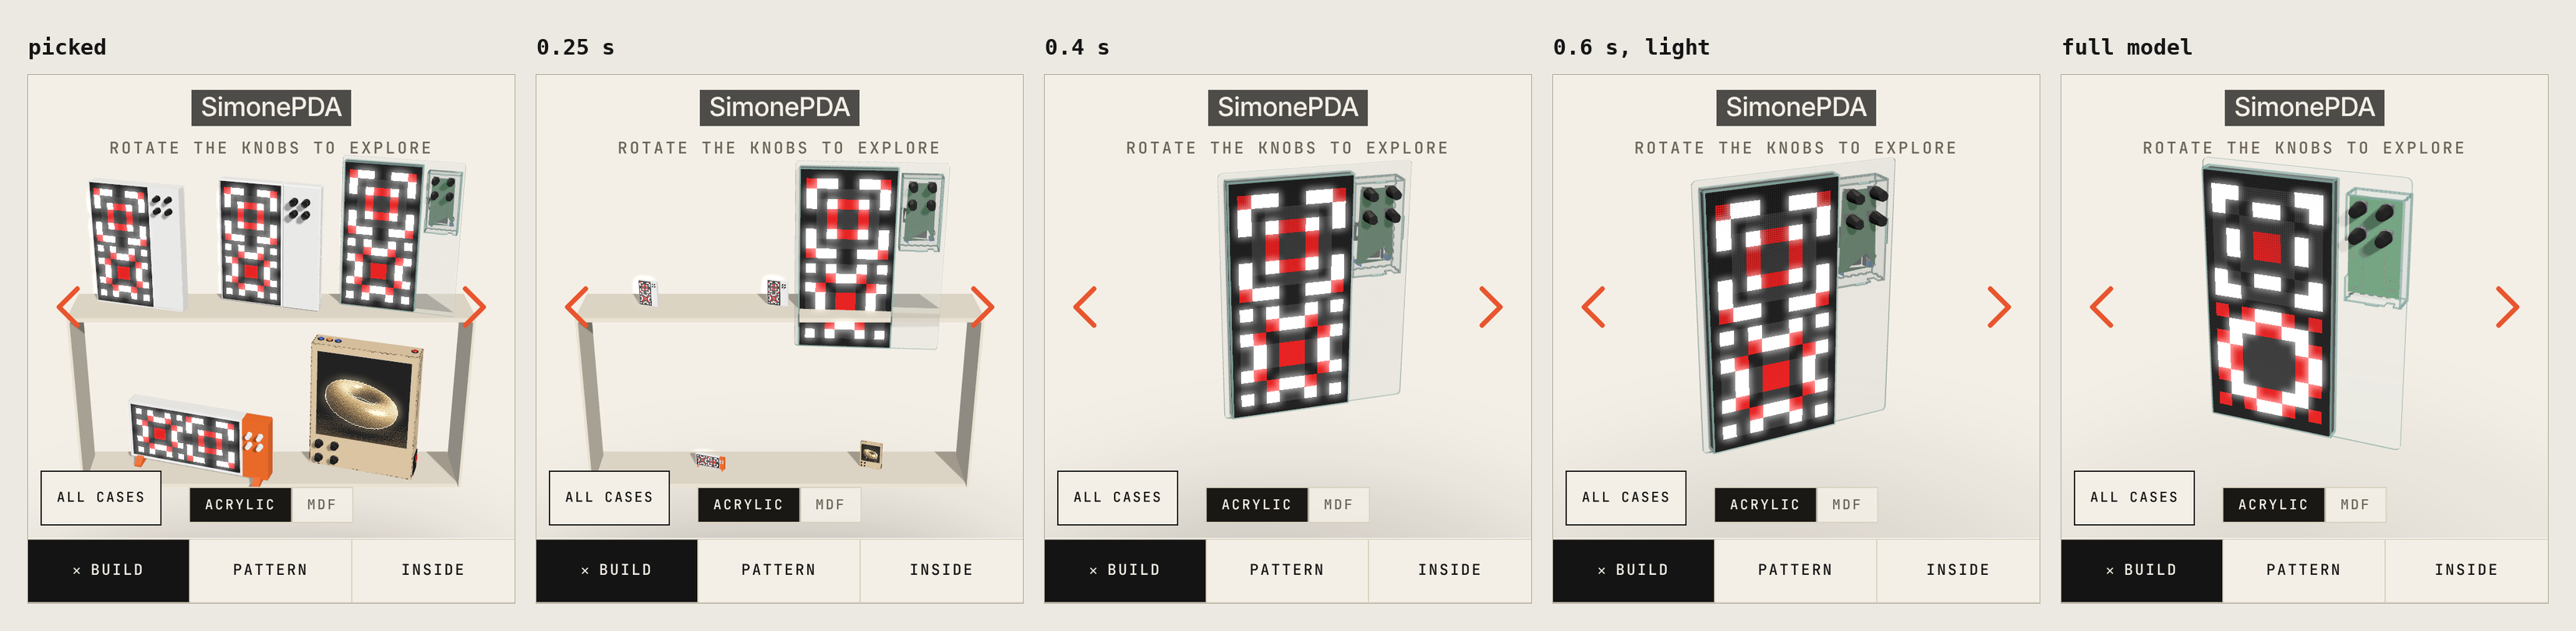 picked
SimonePDA
ROTATE THE KNOBS TO EXPLORE
ALL CASES
ACRYLIC MDF
× BUILD PATTERN INSIDE
0.25 s
SimonePDA
ROTATE THE KNOBS TO EXPLORE
ALL CASES
ACRYLIC MDF
× BUILD PATTERN INSIDE
0.4 s
SimonePDA
ROTATE THE KNOBS TO EXPLORE
ALL CASES
ACRYLIC MDF
× BUILD PATTERN INSIDE
0.6 s, light
SimonePDA
ROTATE THE KNOBS TO EXPLORE
ALL CASES
ACRYLIC MDF
× BUILD PATTERN INSIDE
full model
SimonePDA
ROTATE THE KNOBS TO EXPLORE
ALL CASES
ACRYLIC MDF
× BUILD PATTERN INSIDE